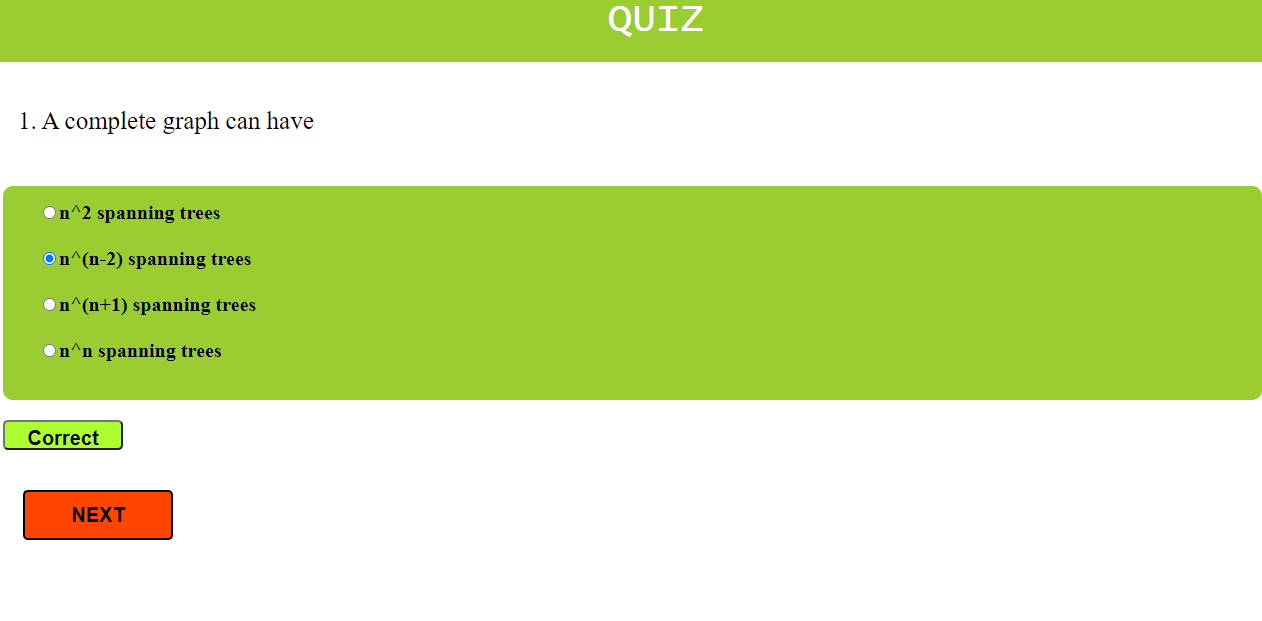 QUIZ
1. A complete graph can have
n^2 spanning trees
n^(n-2) spanning trees
n^(n+1) spanning trees
n^n spanning trees
Correct
NEXT